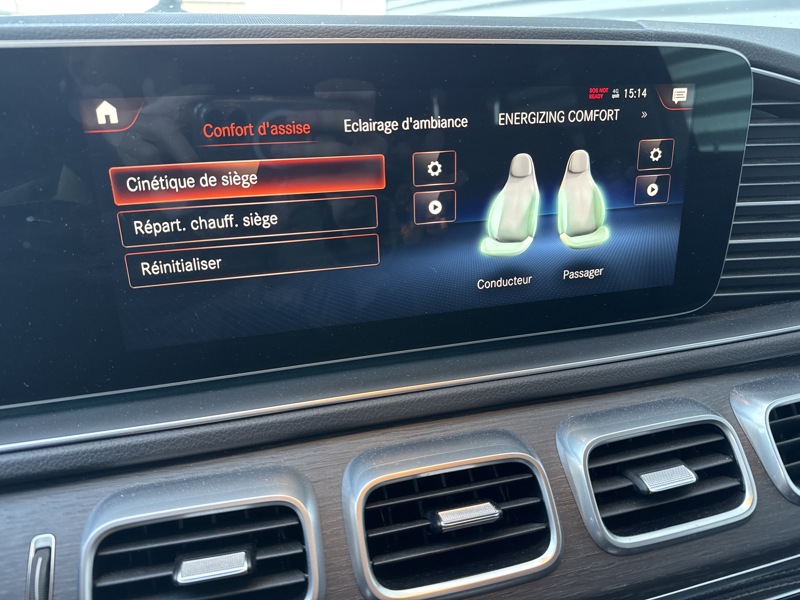 SOS NOT
READY
4G
15:14
Confort d'assise
Eclairage d'ambiance
ENERGIZING COMFORT »
Cinétique de siège
Répart. chauff. siège
Réinitialiser
Conducteur
Passager